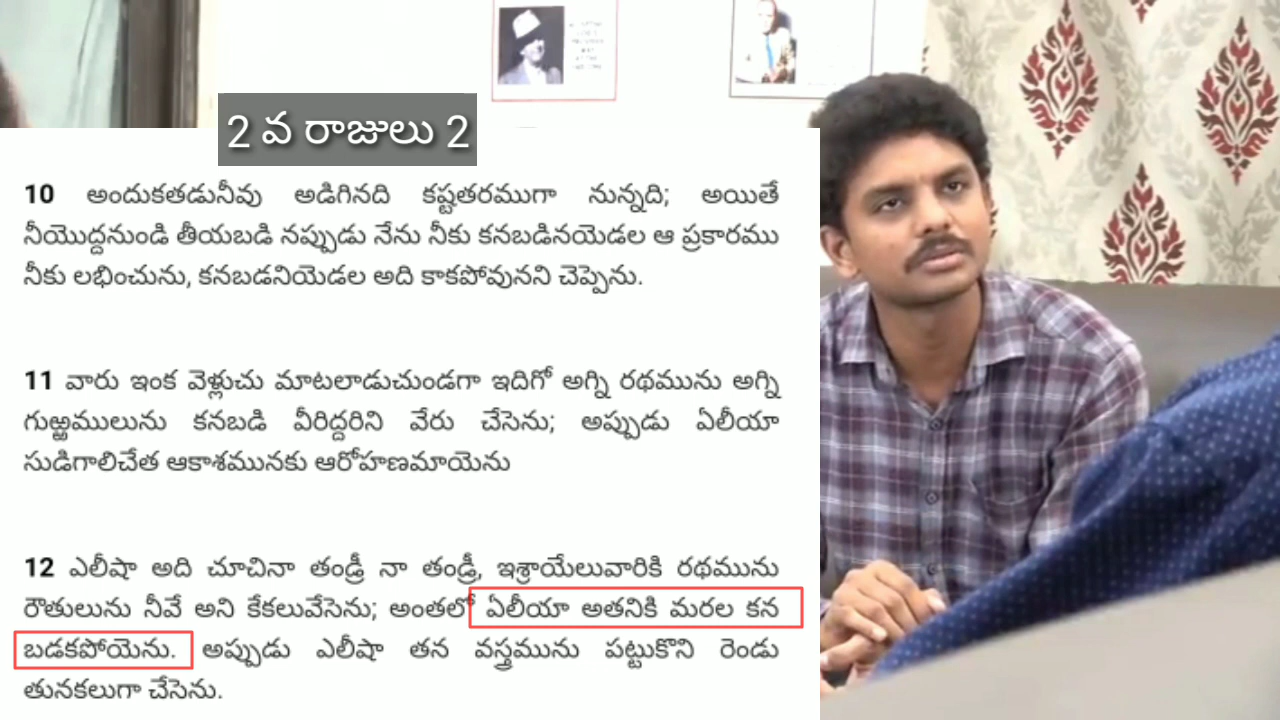 2 వ రాజులు 2
10 అందుకతడునీవు అడిగినది కష్టతరముగా నున్నది; అయితే
నీయొద్దనుండి తీయబడి నప్పుడు నేను నీకు కనబడినయెడల ఆ ప్రకారము
నీకు లభించును, కనబడనియెడల అది కాకపోవునని చెప్పెను.
11 వారు ఇంక వెళ్లుచు మాటలాడుచుండగా ఇదిగో అగ్ని రథమును అగ్ని
గుఱ్ఱములును కనబడి వీరిద్దరిని వేరు చేసెను; అప్పుడు ఏలీయా
సుడిగాలిచేత ఆకాశమునకు ఆరోహణమాయెను
12 ఎలీషా అది చూచినా తండ్రీ నా తండ్రీ, ఇశ్రాయేలువారికి రథమును
రౌతులును నీవే అని కేకలువేసెను; అంతలో ఏలీయా అతనికి మరల కన
బడకపోయెను. అప్పుడు ఎలీషా తన వస్త్రమును పట్టుకొని రెండు
తునకలుగా చేసెను.